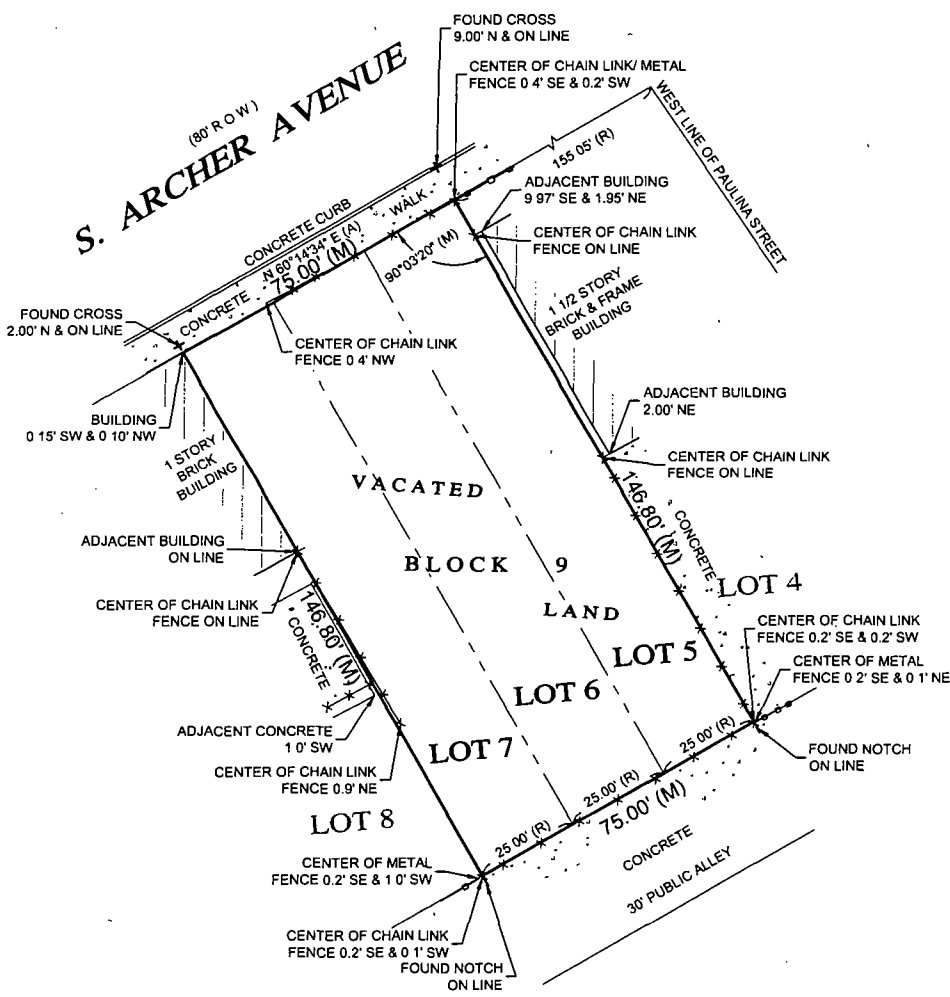 FOUND CROSS
9.00' N & ON LINE
CENTER OF CHAIN LINK/ METAL
FENCE 0 4' SE & 0.2' SW
(80' R O W )
S. ARCHER AVENUE
155 05' (R)
WEST LINE OF PAULINA STREET
CONCRETE CURB
WALK
ADJACENT BUILDING
9 97' SE & 1.95' NE
CENTER OF CHAIN LINK
FENCE ON LINE
N 60°14'34" E (A)
75.00' (M)
90°03'20" (M)
CONCRETE
FOUND CROSS
2.00' N & ON LINE
1 1/2 STORY
BRICK & FRAME
BUILDING
CENTER OF CHAIN LINK
FENCE 0 4' NW
BUILDING
0 15' SW & 0 10' NW
ADJACENT BUILDING
2.00' NE
1 STORY
BRICK
BUILDING
CENTER OF CHAIN LINK
FENCE ON LINE
VACATED
146.80' (M)
CONCRETE
ADJACENT BUILDING
ON LINE
BLOCK 9
LOT 4
CENTER OF CHAIN LINK
FENCE ON LINE
LAND
146.80' (M)
CONCRETE
CENTER OF CHAIN LINK
FENCE 0.2' SE & 0.2' SW
LOT 5
CENTER OF METAL
FENCE 0 2' SE & 0 1' NE
LOT 6
ADJACENT CONCRETE
1 0' SW
LOT 7
FOUND NOTCH
ON LINE
CENTER OF CHAIN LINK
FENCE 0.9' NE
25 00' (R)
25.00' (R)
75.00' (M)
LOT 8
25.00' (R)
CONCRETE
CENTER OF METAL
FENCE 0.2' SE & 1 0' SW
30' PUBLIC ALLEY
CENTER OF CHAIN LINK
FENCE 0.2' SE & 0 1' SW
FOUND NOTCH
ON LINE